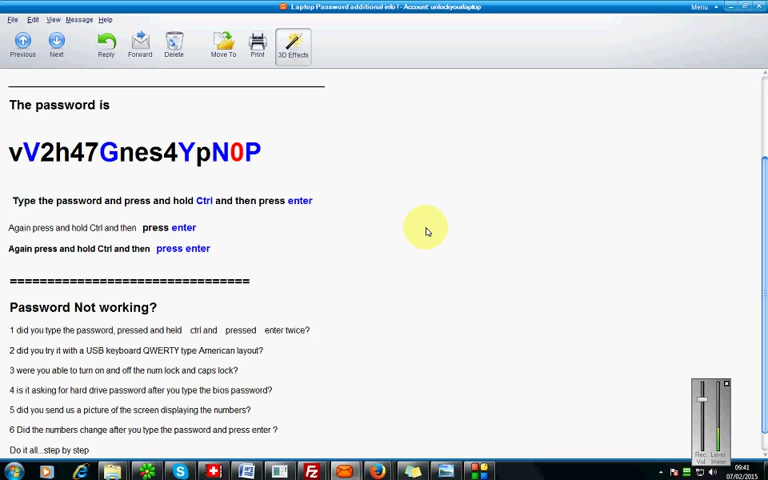 Laptop Password additional info ! - Account: unlockyourlaptop
Menu
File Edit View Message Help
Previous Next Reply Forward Delete Move To Print 3D Effects
The password is
vV2h47Gnes4YpN0P
Type the password and press and hold Ctrl and then press enter
Again press and hold Ctrl and then press enter
Again press and hold Ctrl and then press enter
================================
Password Not working?
1 did you type the password, pressed and held ctrl and pressed enter twice?
2 did you try it with a USB keyboard QWERTY type American layout?
3 were you able to turn on and off the num lock and caps lock?
4 is it asking for hard drive password after you type the bios password?
5 did you send us a picture of the screen displaying the numbers?
6 Did the numbers change after you type the password and press enter ?
Do it all...step by step
Rec. Level
Vol Meter
09:41
07/02/2015